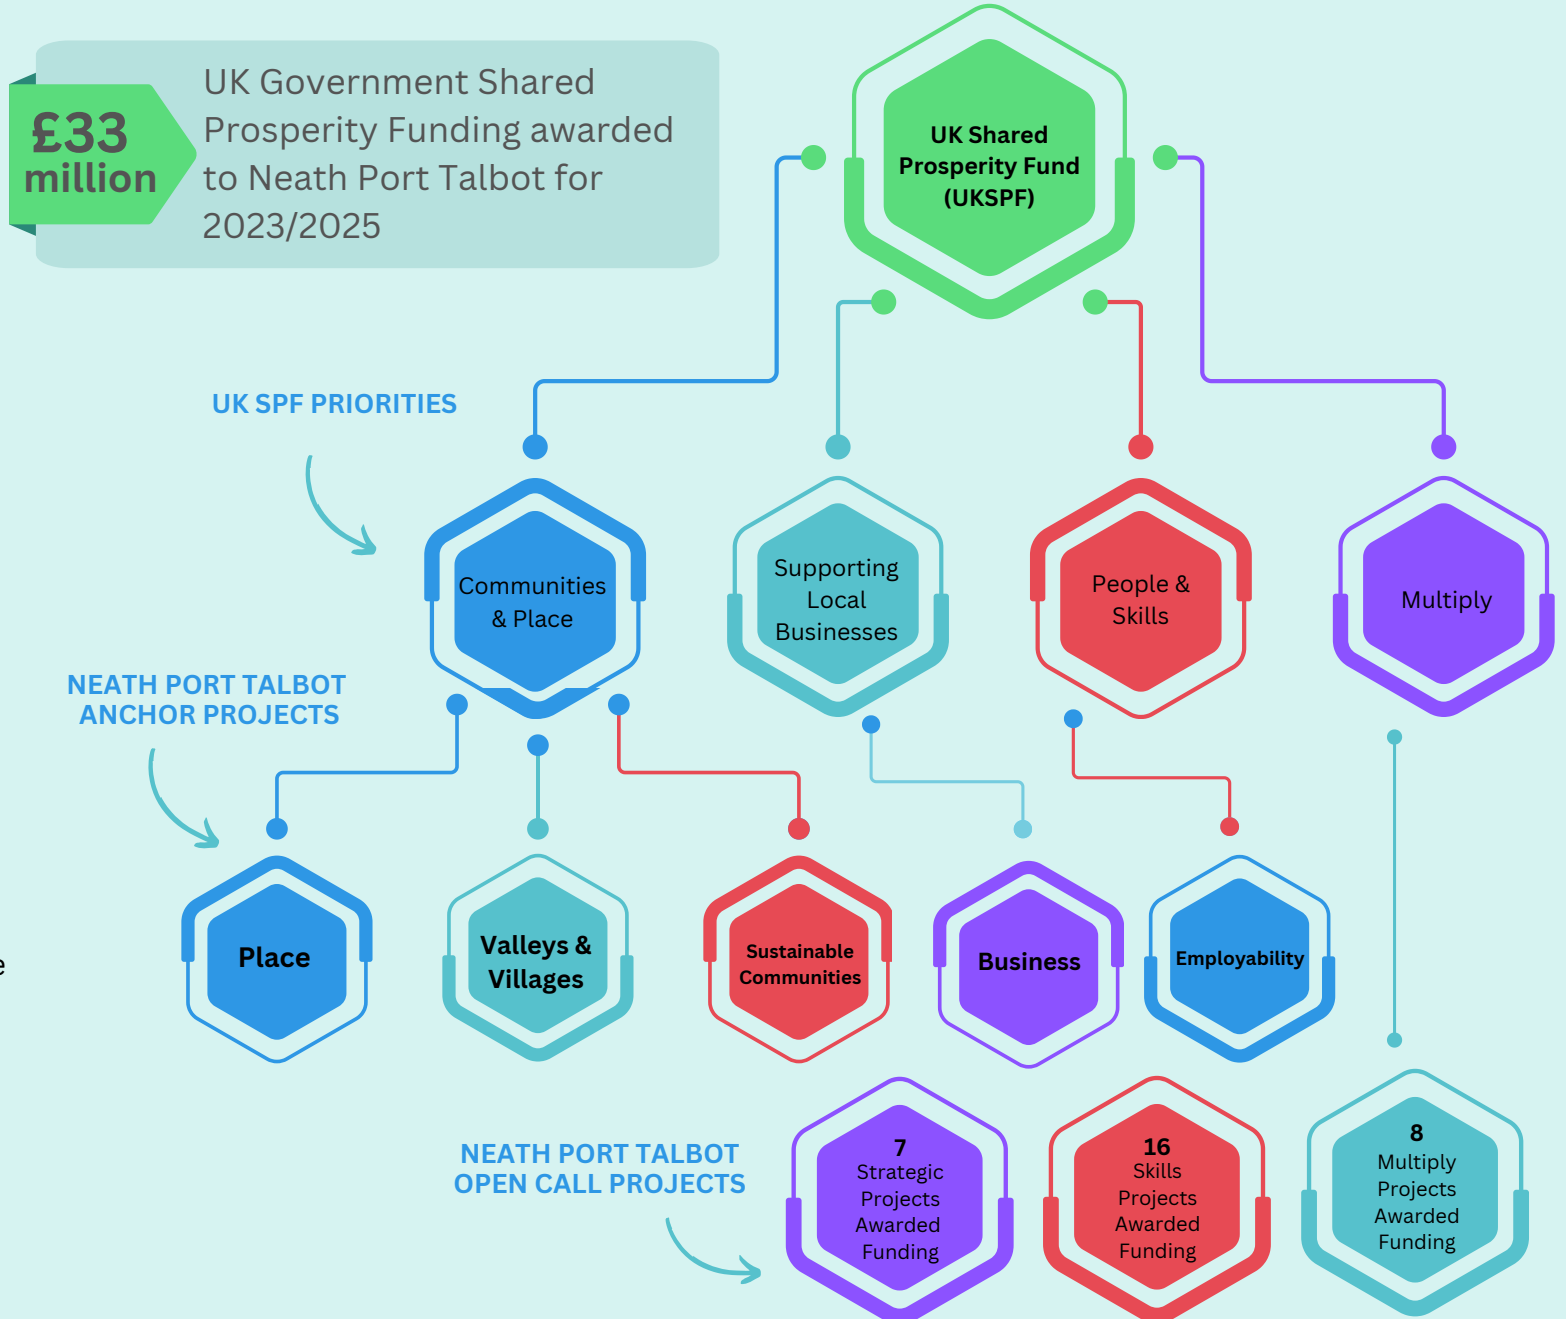 £33
million
UK Government Shared
Prosperity Funding awarded
to Neath Port Talbot for
2023/2025
UK Shared
Prosperity Fund
(UKSPF)
UK SPF PRIORITIES
Communities
& Place
Supporting
Local
Businesses
People &
Skills
Multiply
NEATH PORT TALBOT
ANCHOR PROJECTS
e
Place
Valleys &
Villages
Sustainable
Communities
Business
Employability
NEATH PORT TALBOT
OPEN CALL PROJECTS
7
Strategic
Projects
Awarded
Funding
16
Skills
Projects
Awarded
Funding
8
Multiply
Projects
Awarded
Funding